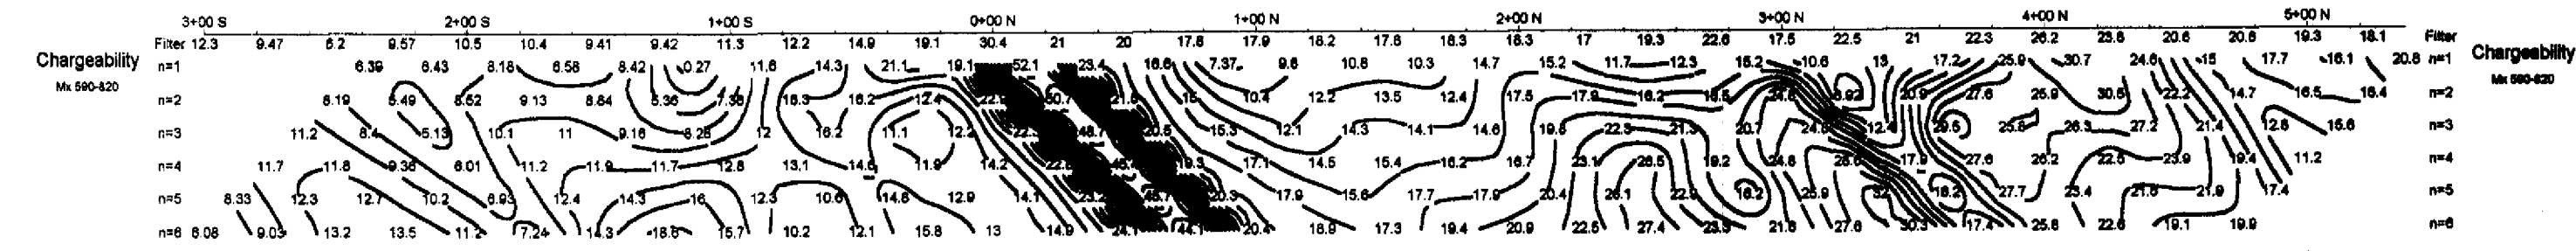 3+00 S 2+00 S 1+00 S 0+00 N 1+00 N 2+00 N 3+00 N 4+00 N 5+00 N
Filter 12.3 9.47 6.2 9.57 10.5 10.4 9.41 9.42 11.3 12.2 14.9 19.1 30.4 21 20 17.8 17.9 18.2 17.6 18.3 18.3 17 19.3 22.6 17.5 22.5 21 22.3 26.2 23.6 20.6 20.6 19.3 18.1 Filter
Chargeability Chargeability
n=1 6.39 8.43 8.18 6.58 8.42 0.27 11.6 14.3 21.1 19.1 52.1 23.4 16.6 7.37 9.6 10.8 10.3 14.7 15.2 11.7 12.3 15.2 10.6 13 17.2 25.9 30.7 24.6 15 17.7 16.1 20.8 n=1
Mx 590-820 Mx 590-820
n=2 8.19 5.49 8.52 9.13 8.84 5.36 7.38 16.3 16.2 12.4 15 10.4 12.2 13.5 12.4 17.5 17.9 16.2 20.9 27.6 25.9 30.5 22.2 14.7 16.5 16.4 n=2
n=3 11.2 8.4 5.13 10.1 11 9.16 8.28 12 16.2 11.1 12.2 22.3 48.7 20.5 15.3 12.1 14.3 14.1 14.6 19.8 22.3 21.3 20.7 12.4 29.5 25.8 26.3 27.2 21.4 12.8 15.6 n=3
n=4 11.7 11.8 9.36 6.01 11.2 11.9 11.7 12.8 13.1 14.6 11.9 14.2 19.3 17.1 14.5 15.4 16.2 16.7 23.1 26.5 19.2 24.8 17.9 27.6 26.2 22.5 23.9 19.4 11.2 n=4
n=5 8.33 12.3 12.7 10.2 6.93 12.4 14.3 16 12.3 10.6 14.8 12.9 14.1 23.2 45.7 20.3 17.9 15.6 17.7 17.9 20.4 26.1 22.9 16.2 25.9 32 16.2 27.7 23.4 21.8 21.9 17.4 n=5
n=6 6.08 9.03 13.2 13.5 11.2 7.24 14.3 18.6 15.7 10.2 12.1 15.8 13 14.9 24.1 44.1 20.4 18.9 17.3 19.4 20.9 22.5 27.4 23.3 21.6 27.6 30.3 17.4 25.8 22.6 19.1 19.9 n=6